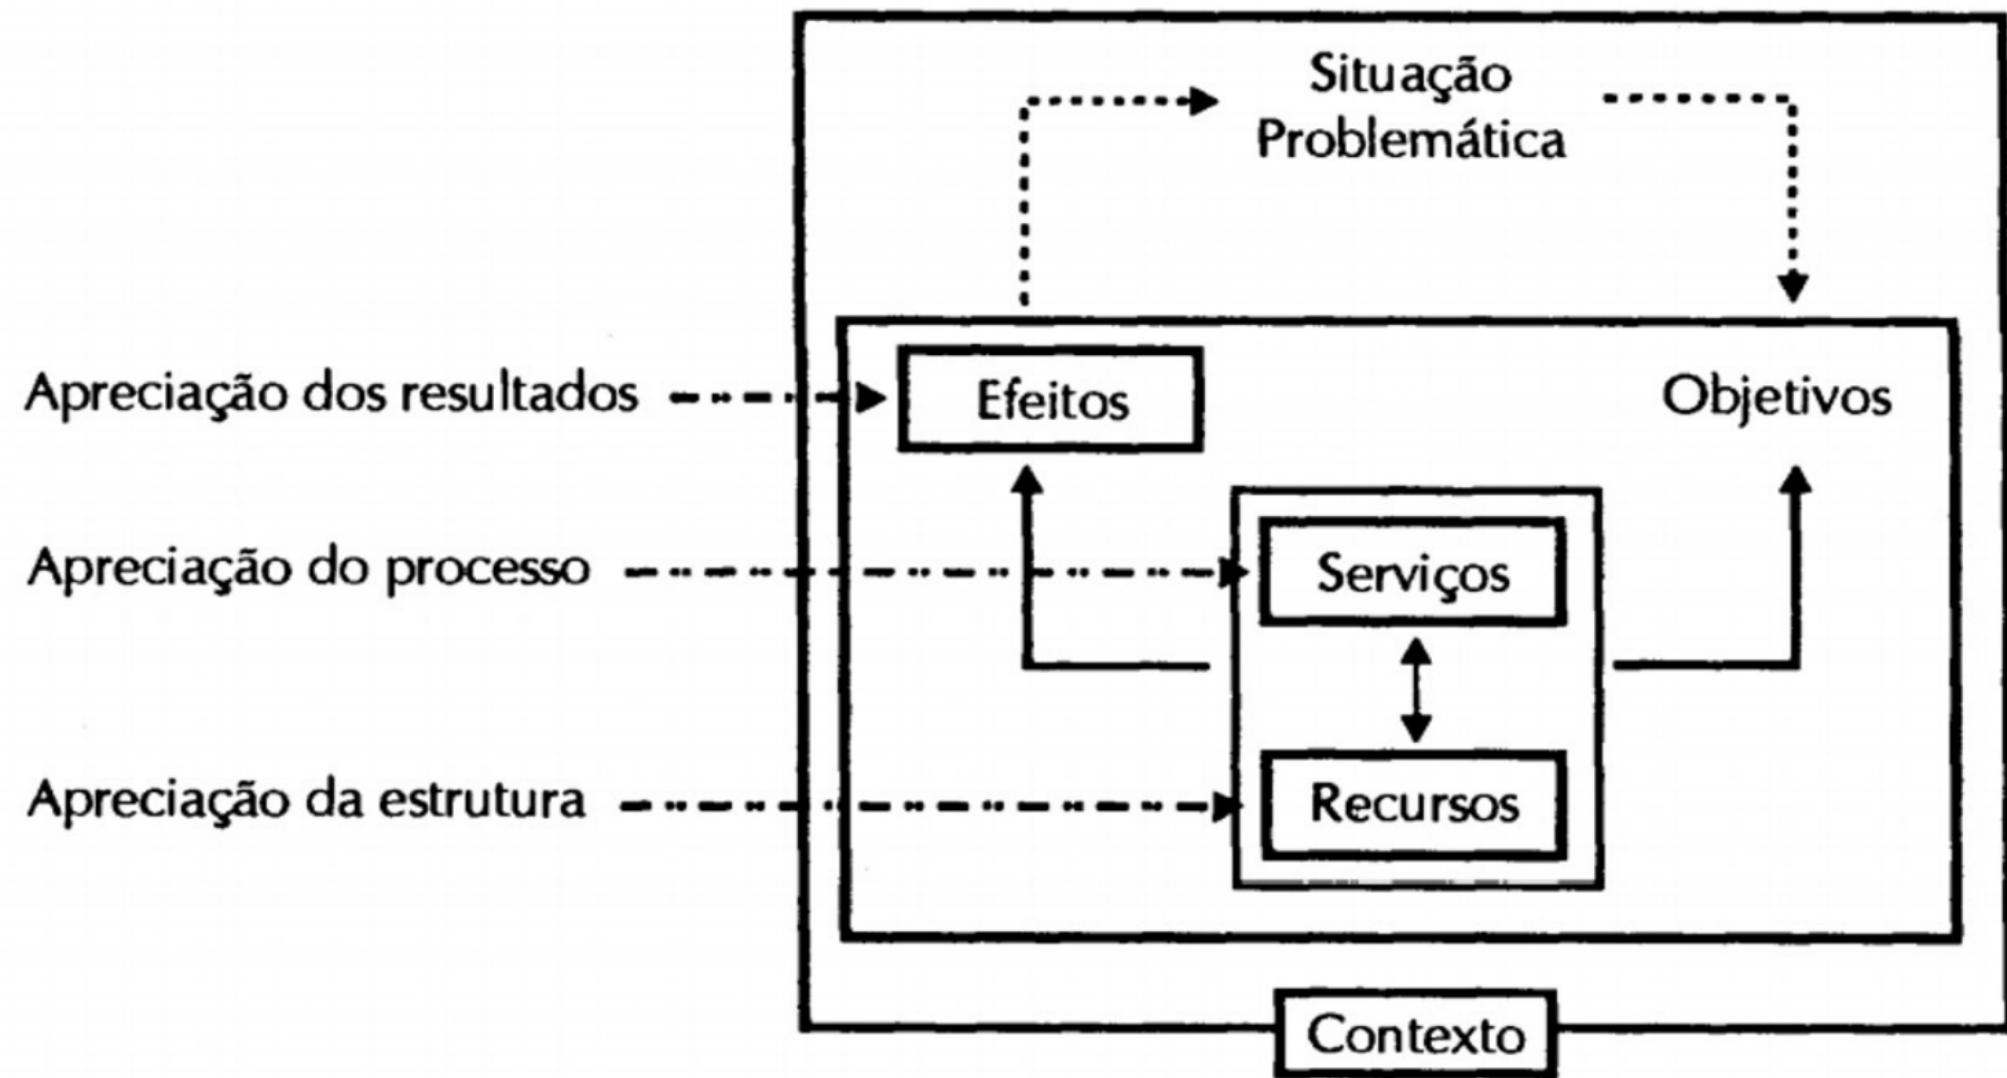 Situação
Problemática
Apreciação dos resultados
Efeitos
Objetivos
Apreciação do processo
Serviços
Apreciação da estrutura
Recursos
Contexto